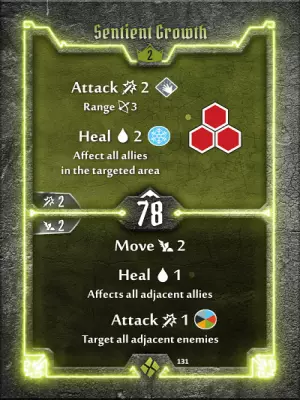 Sentient Growth
2
Attack 2
Range 3
Heal 2
Affect all allies
in the targeted area
2
78
2
Move 2
Heal 1
Affects all adjacent allies
Attack 1
Target all adjacent enemies
131